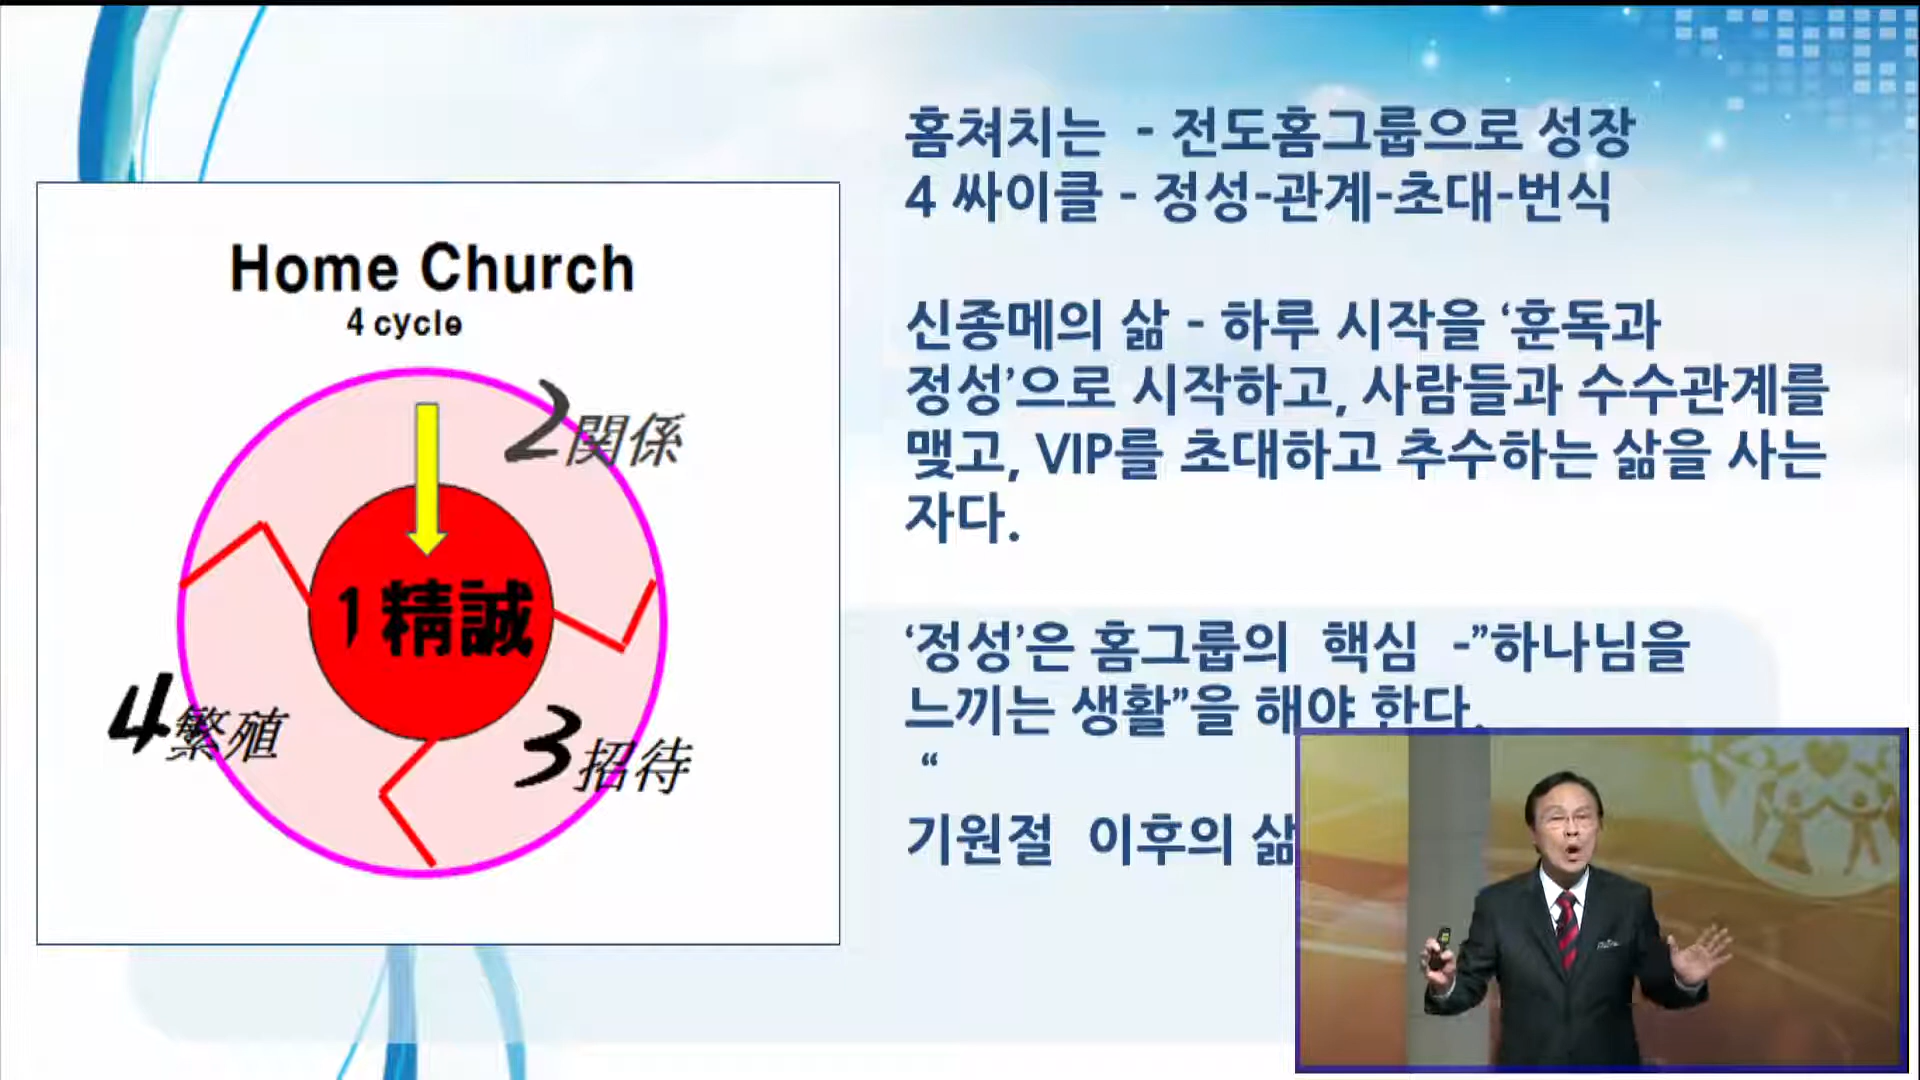 Home Church
4 cycle
2 関係
1 精誠
3 招待
4 繁殖
홈쳐치는 - 전도홈그룹으로 성장
4 싸이클 - 정성-관계-초대-번식
신종메의 삶 - 하루 시작을 ‘훈독과
정성’으로 시작하고, 사람들과 수수관계를
맺고, VIP를 초대하고 추수하는 삶을 사는
자다.
‘정성’은 홈그룹의 핵심 -”하나님을
느끼는 생활”을 해야 한다.
“
기원절 이후의 삶